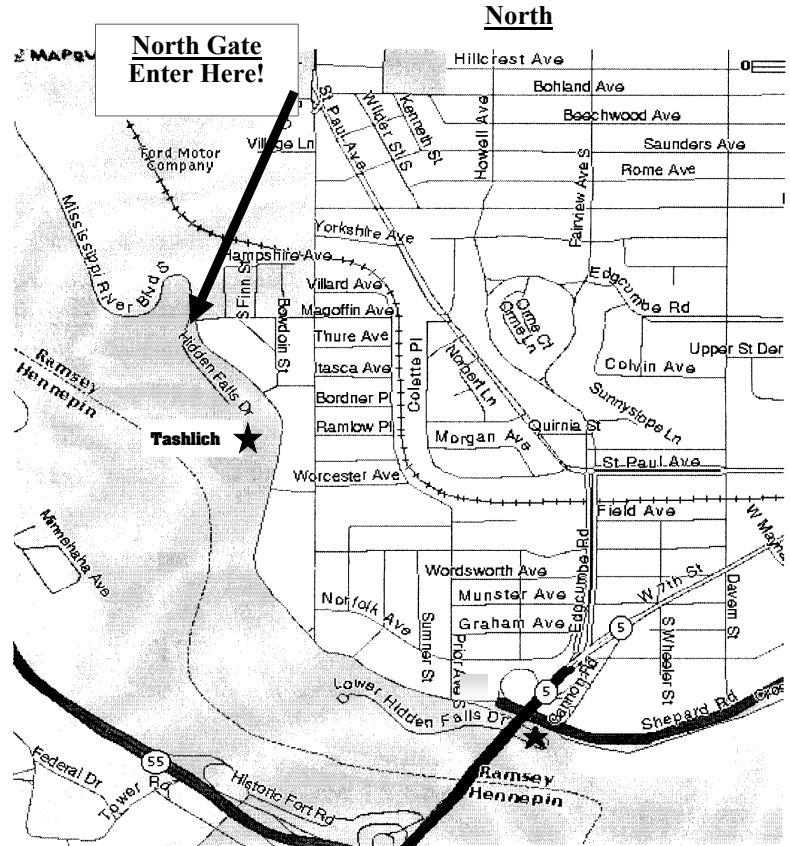 North
North Gate
Enter Here!
Hillcrest Ave
Bohland Ave
Beechwood Ave
Saunders Ave
Rome Ave
St Paul Ave
Wilder St S
Kenneth St
Howell Ave
Fairview Ave S
Village Ln
Ford Motor
Company
Mississippi River Blvd S
Yorkshire Ave
Hampshire Ave
S Finn St
Bowdoin St
Villard Ave
Magoffin Ave
Thure Ave
Itasca Ave
Bordner Pl
Ramlow Pl
Colette Pl
Norbert Ln
Morgan Ave
Orme Ct
Orme Ln
Edgcumbe Rd
Colvin Ave
Upper St Der
Sunnyslope Ln
Quirnia St
St Paul Ave
Hidden Falls Dr
Ramsey
Hennepin
Tashlich
Worcester Ave
Field Ave
W 7th St
Davern St
Minnehaha Ave
Wordsworth Ave
Munster Ave
Graham Ave
Norfolk Ave
Sumner St
Prior Ave S
Edgcumbe Rd
5
S Wheeler St
5
Lower Hidden Falls Dr
Shepard Rd
55
Federal Dr
Tower Rd
Historic Fort Rd
Ramsey
Hennepin